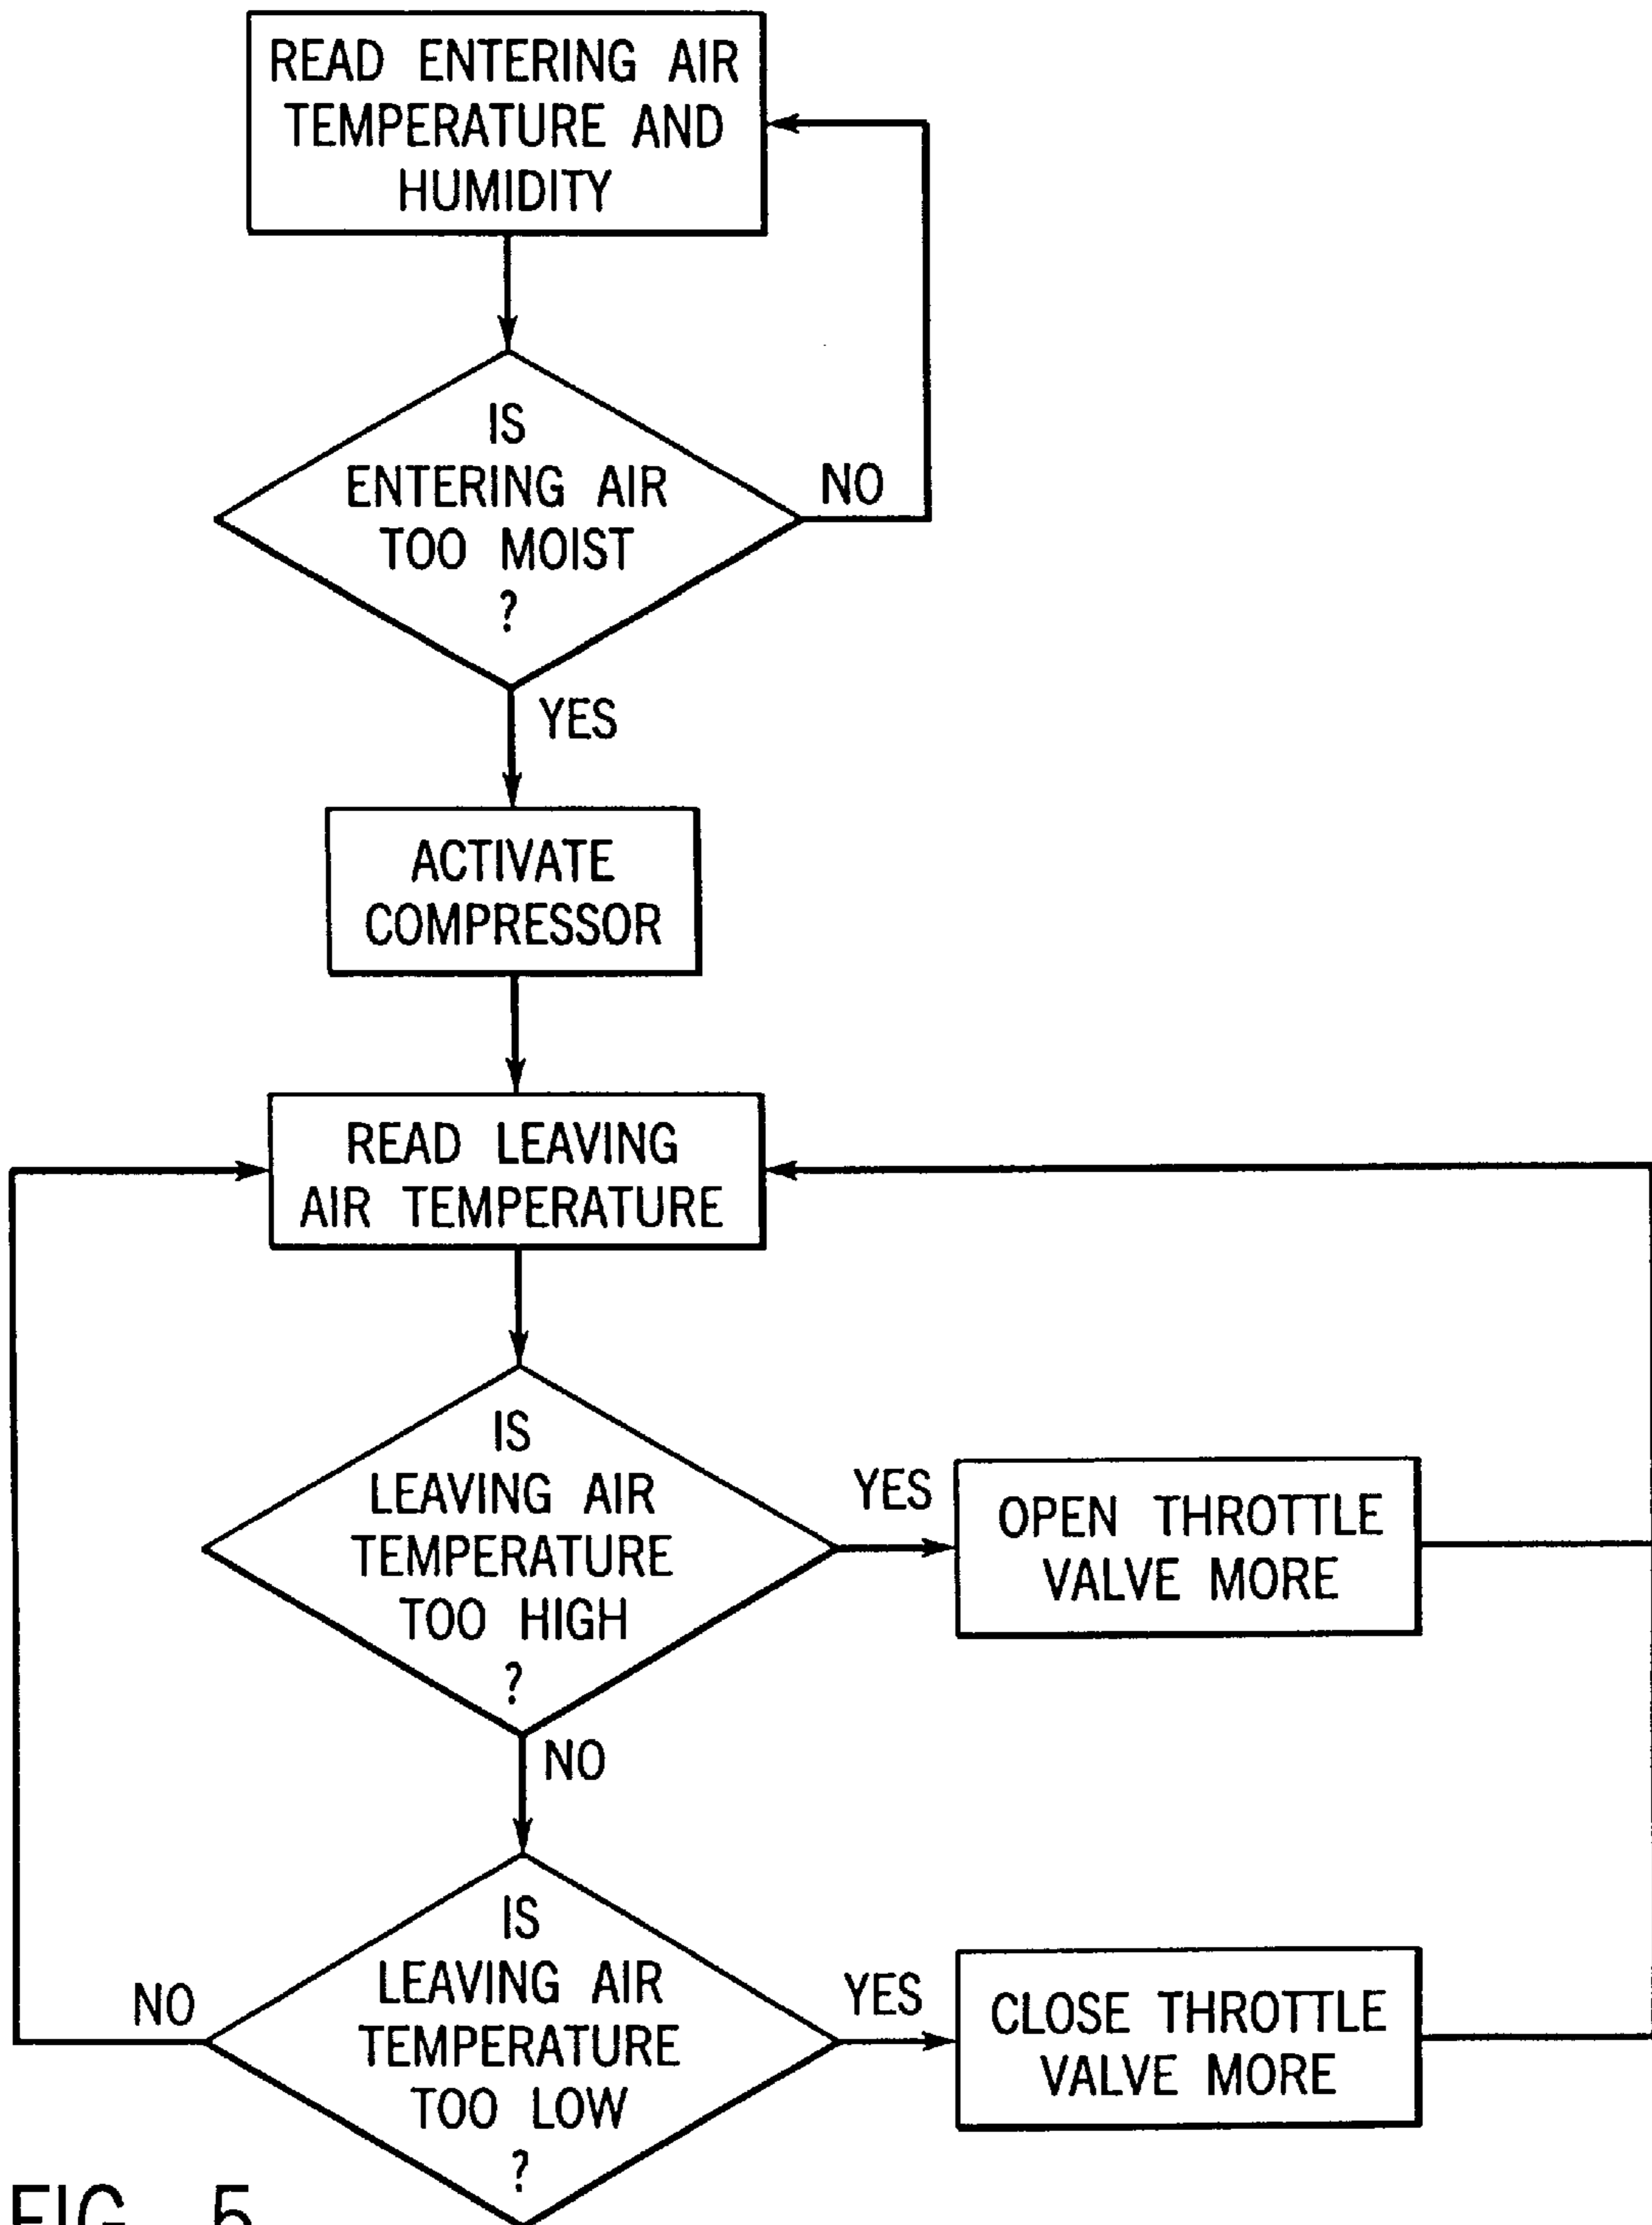 READ ENTERING AIR
TEMPERATURE AND
HUMIDITY
IS
ENTERING AIR
TOO MOIST
?
NO
YES
ACTIVATE
COMPRESSOR
READ LEAVING
AIR TEMPERATURE
IS
LEAVING AIR
TEMPERATURE
TOO HIGH
?
YES
OPEN THROTTLE
VALVE MORE
NO
IS
LEAVING AIR
TEMPERATURE
TOO LOW
?
NO
YES
CLOSE THROTTLE
VALVE MORE
FIG. 5